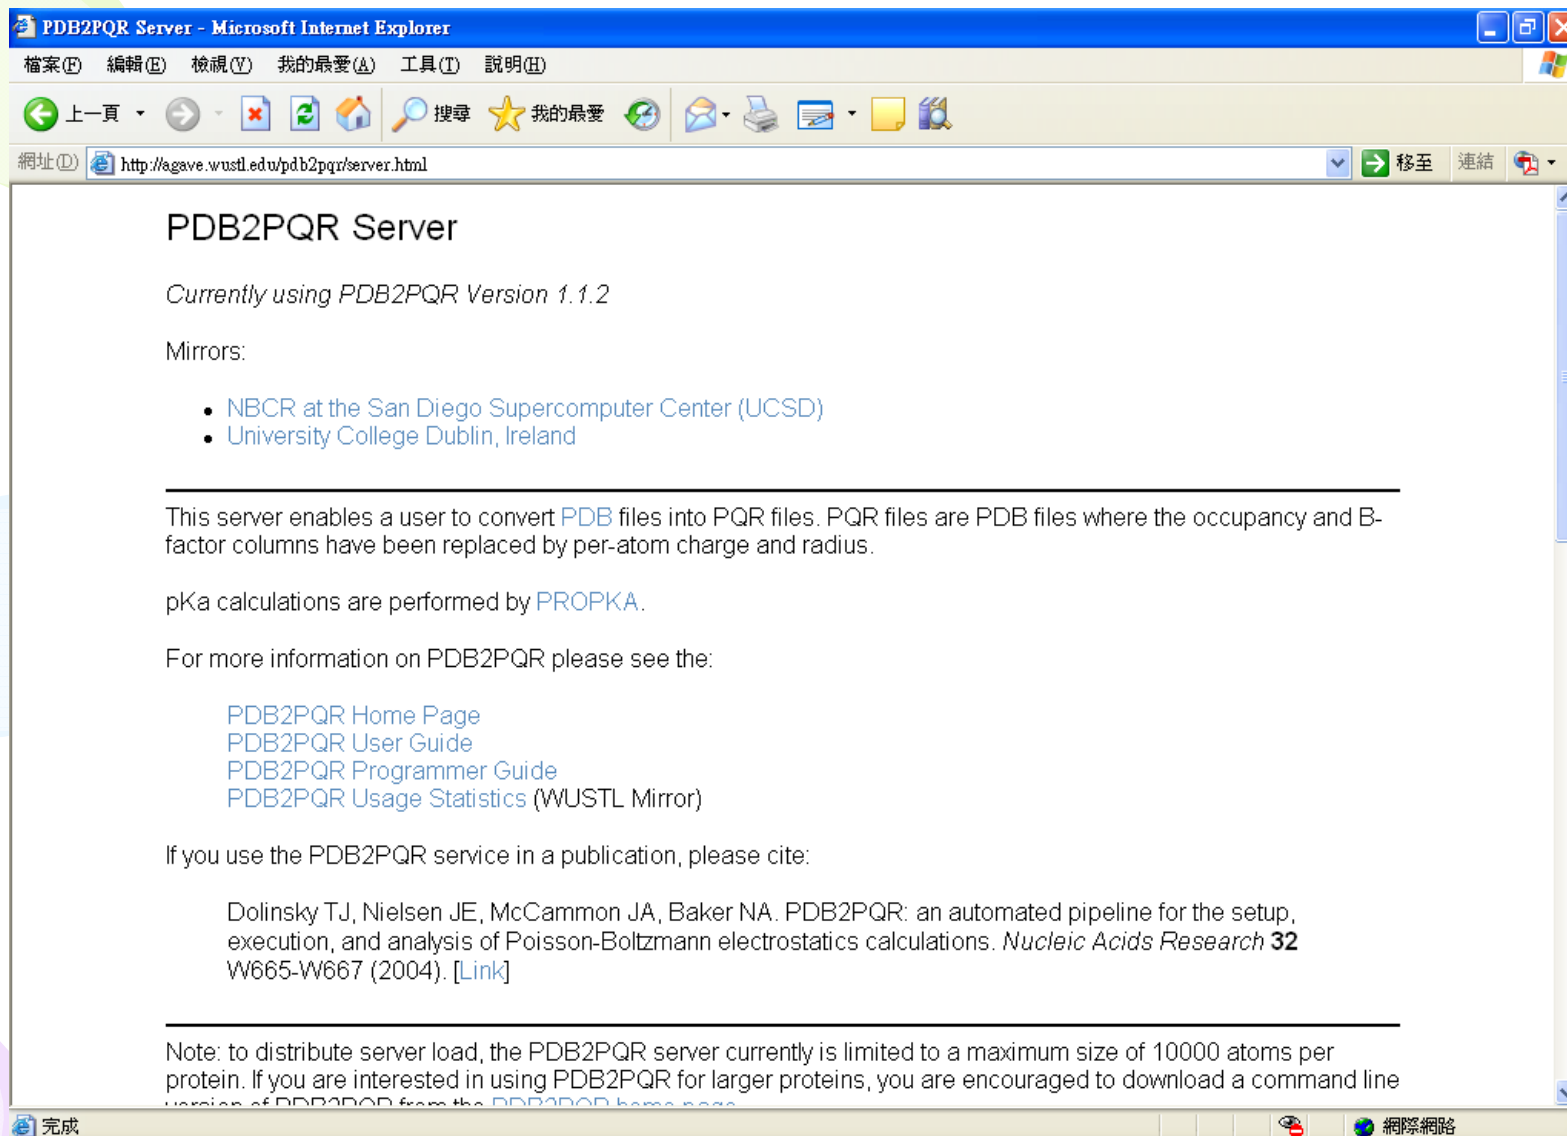 PDB2PQR Server - Microsoft Internet Explorer
檔案(F) 編輯(E) 檢視(V) 我的最愛(A) 工具(T) 說明(H)
上一頁 搜尋 我的最愛
網址(D) http://agave.wustl.edu/pdb2pqr/server.html 移至 連結
PDB2PQR Server
Currently using PDB2PQR Version 1.1.2
Mirrors:
NBCR at the San Diego Supercomputer Center (UCSD)
University College Dublin, Ireland
This server enables a user to convert PDB files into PQR files. PQR files are PDB files where the occupancy and B-
factor columns have been replaced by per-atom charge and radius.
pKa calculations are performed by PROPKA.
For more information on PDB2PQR please see the:
PDB2PQR Home Page
PDB2PQR User Guide
PDB2PQR Programmer Guide
PDB2PQR Usage Statistics (WUSTL Mirror)
If you use the PDB2PQR service in a publication, please cite:
Dolinsky TJ, Nielsen JE, McCammon JA, Baker NA. PDB2PQR: an automated pipeline for the setup,
execution, and analysis of Poisson-Boltzmann electrostatics calculations. Nucleic Acids Research 32
W665-W667 (2004). [Link]
Note: to distribute server load, the PDB2PQR server currently is limited to a maximum size of 10000 atoms per
protein. If you are interested in using PDB2PQR for larger proteins, you are encouraged to download a command line
version of PDB2PQR from the PDB2PQR home page
完成 網際網路